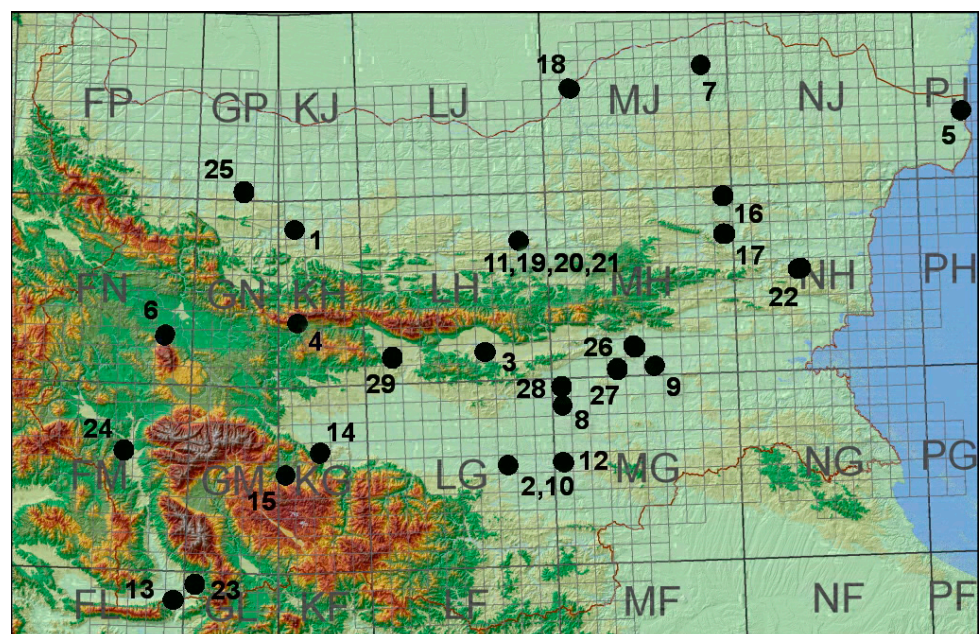 18
FP
GP
KJ
LJ
MJ
7
NJ
PJ
5
25
16
1
11,19,20,21
17
FN
GN
KH
LH
MH
22
NH
PH
6
4
3
26
29
28
27
9
8
24
14
12
FM
GM
KG
LG
MG
NG
PG
15
2,10
13
23
FL
GL
KF
LF
MF
NF
PF